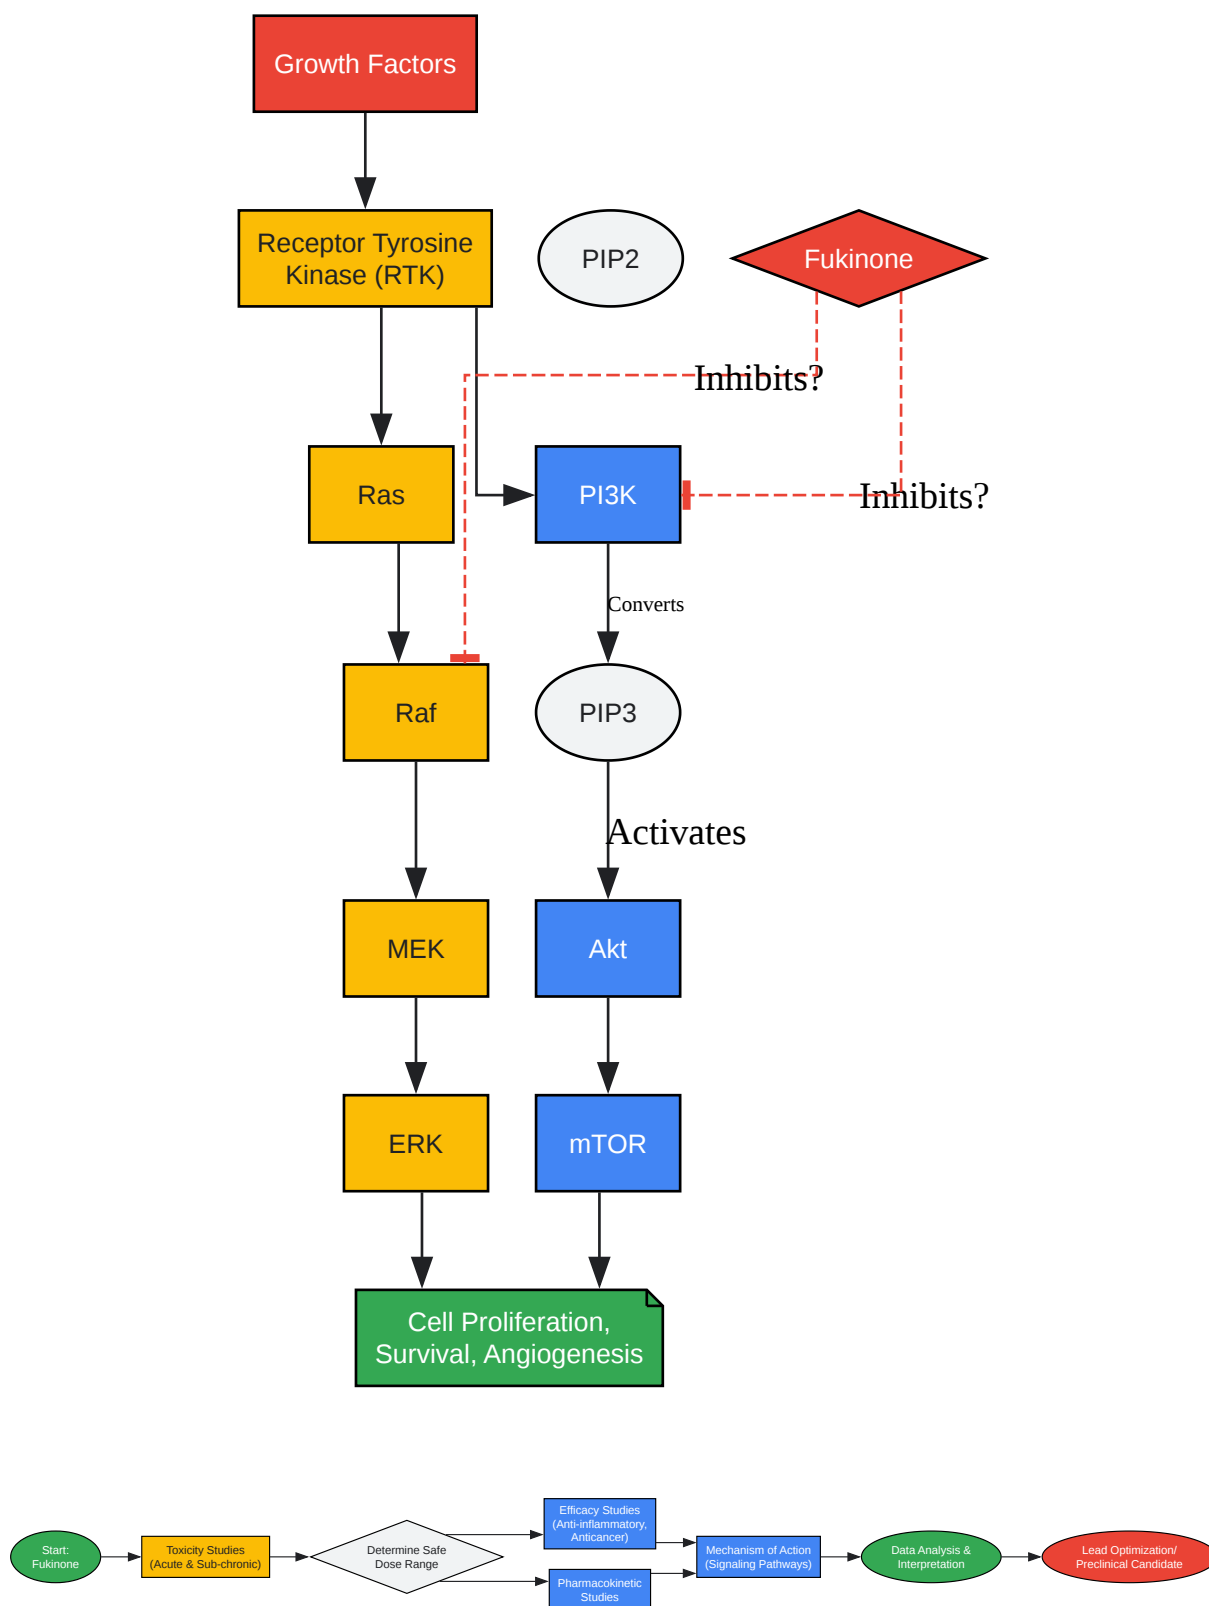 Growth Factors
Receptor Tyrosine
Kinase (RTK)
PIP2
Fukinone
Inhibits?
Ras
PI3K
Inhibits?
Converts
Raf
PIP3
Activates
MEK
Akt
ERK
mTOR
Cell Proliferation,
Survival, Angiogenesis
Start:
Fukinone
Toxicity Studies
(Acute & Sub-chronic)
Determine Safe
Dose Range
Efficacy Studies
(Anti-inflammatory,
Anticancer)
Pharmacokinetic
Studies
Mechanism of Action
(Signaling Pathways)
Data Analysis &
Interpretation
Lead Optimization/
Preclinical Candidate